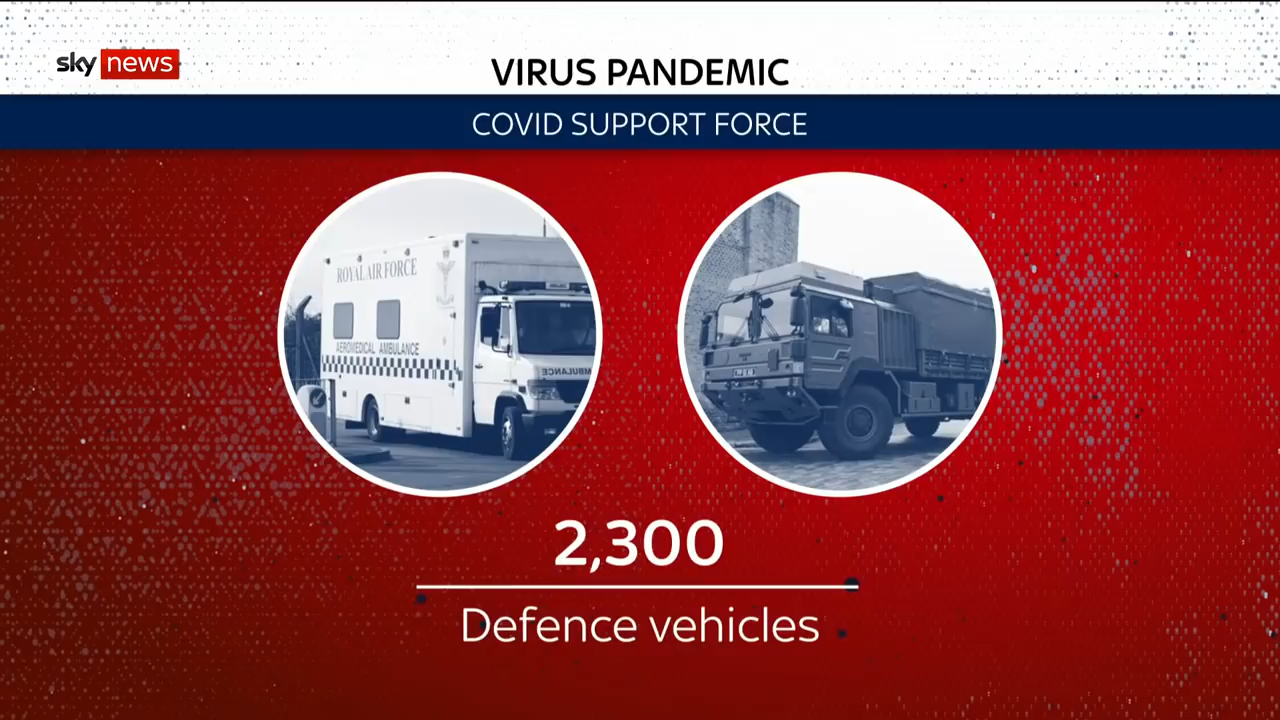 sky news
VIRUS PANDEMIC
COVID SUPPORT FORCE
ROYAL AIR FORCE
AEROMEDICAL AMBULANCE
AMBULANCE
2,300
Defence vehicles